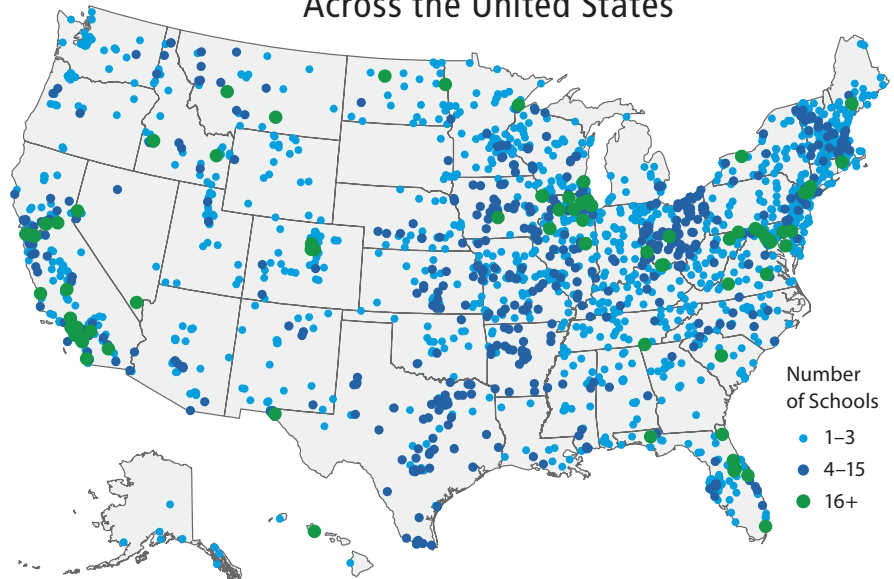 Across the United States
Number
of Schools
1–3
4–15
16+